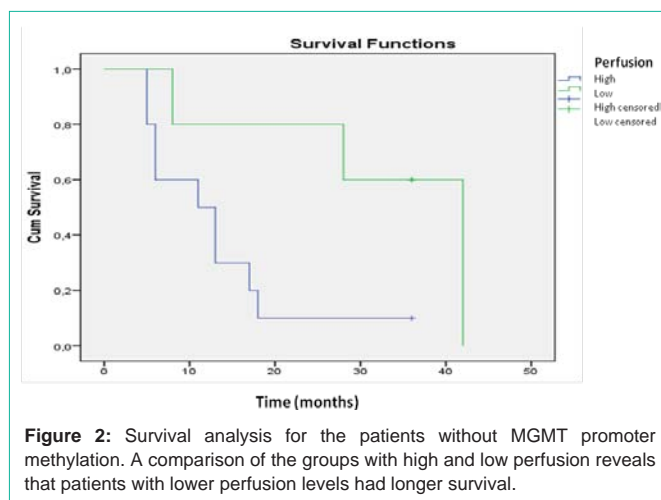 Survival Functions
Perfusion
High
Low
High censored
Low censored
Cum Survival
1,0
0,8
0,6
0,4
0,2
0,0
0 10 20 30 40 50
Time (months)
Figure 2: Survival analysis for the patients without MGMT promoter
methylation. A comparison of the groups with high and low perfusion reveals
that patients with lower perfusion levels had longer survival.